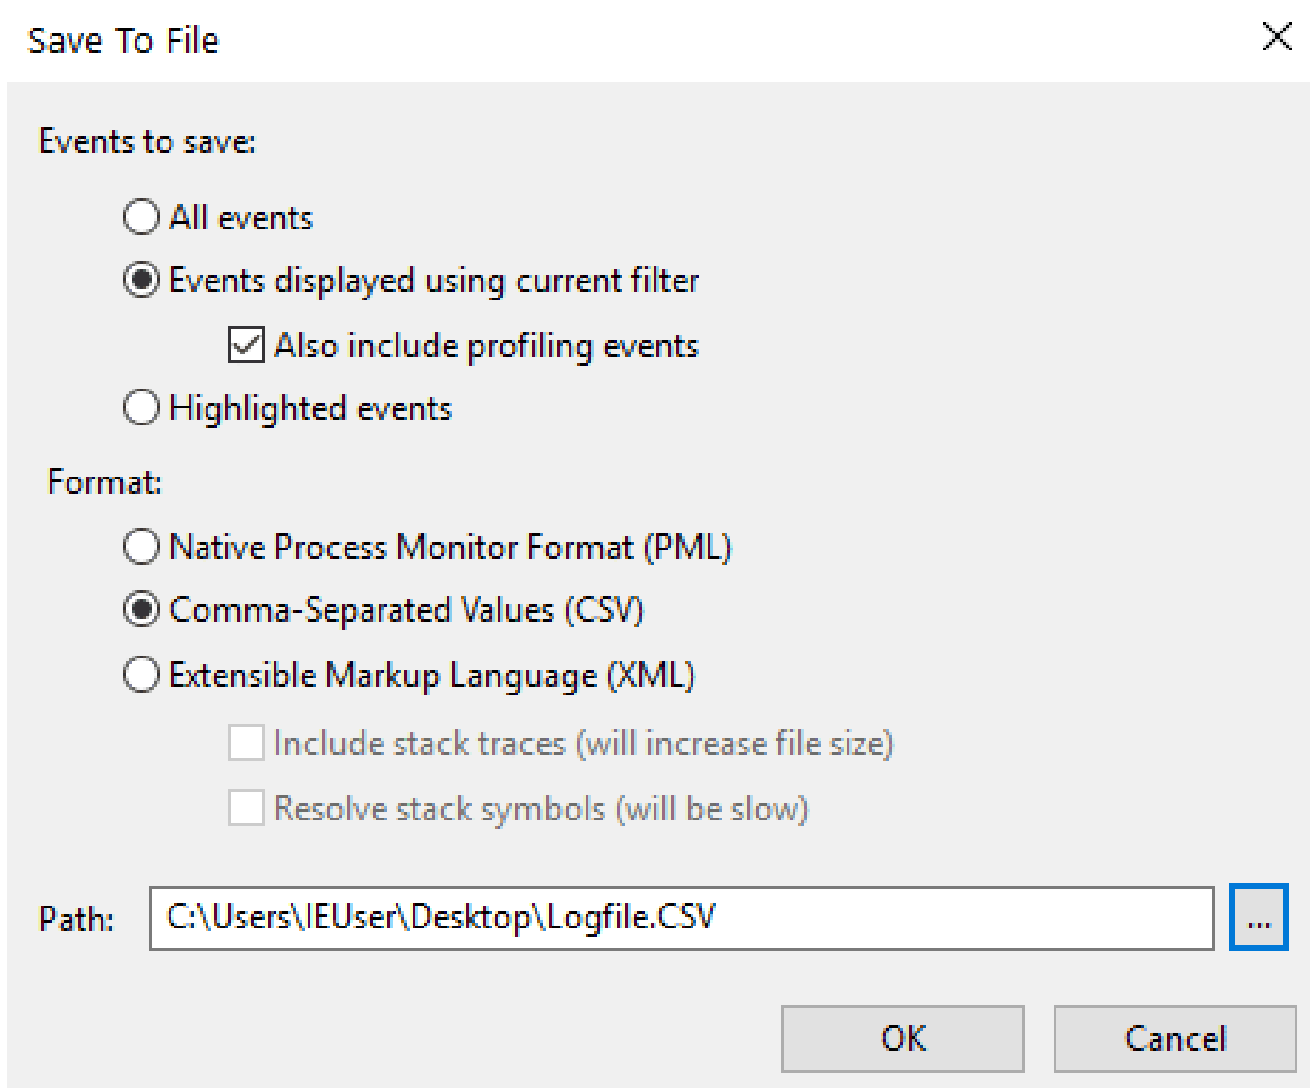 Save To File
Events to save:
All events
Events displayed using current filter
Also include profiling events
Highlighted events
Format:
Native Process Monitor Format (PML)
Comma-Separated Values (CSV)
Extensible Markup Language (XML)
Include stack traces (will increase file size)
Resolve stack symbols (will be slow)
Path: C:\Users\IEUser\Desktop\Logfile.CSV ...
OK Cancel